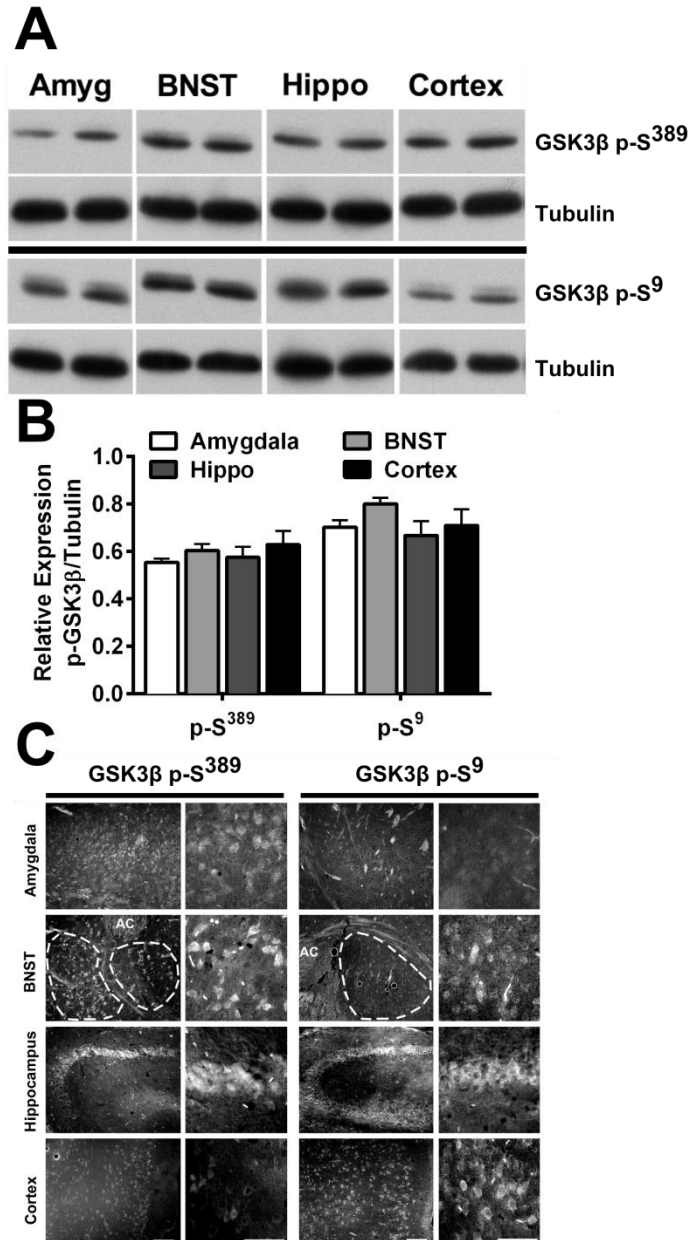 A
Amyg BNST Hippo Cortex
GSK3β p-S389
Tubulin
GSK3β p-S9
Tubulin
B
Amygdala BNST
Hippo Cortex
Relative Expression
p-GSK3β/Tubulin
1.0
0.8
0.6
0.4
0.2
0.0
p-S389 p-S9
C
GSK3β p-S389 GSK3β p-S9
Amygdala
BNST
AC AC
Hippocampus
Cortex